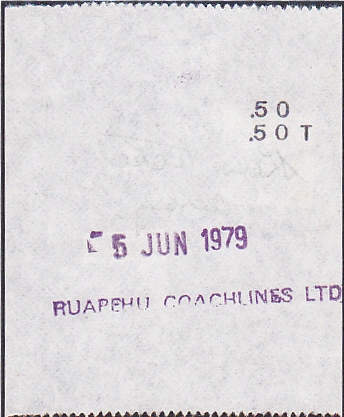 .50
.50 T
5 JUN 1979
RUAPEHU COACHLINES LTD